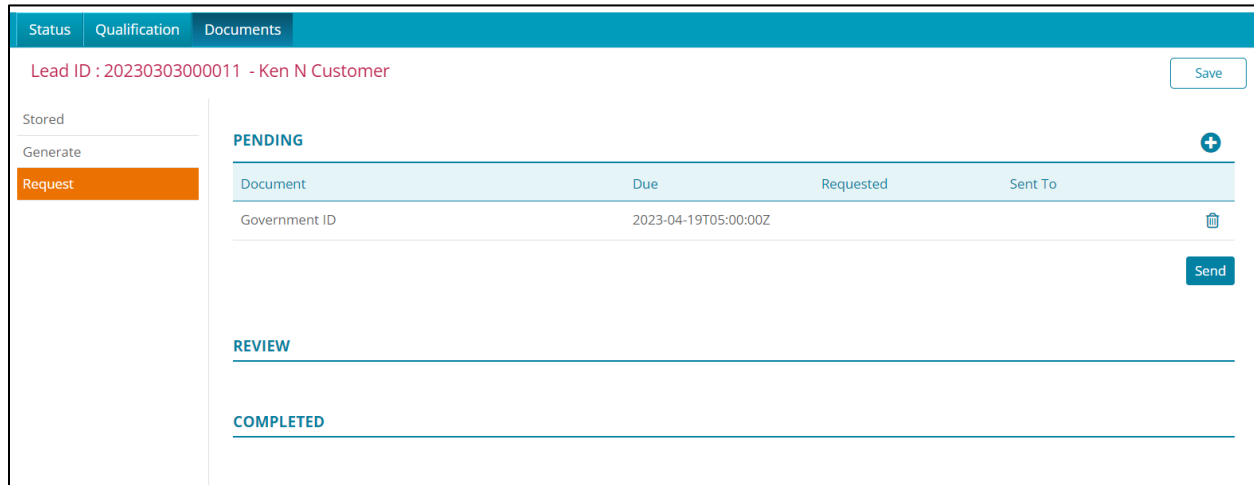 Status Qualification Documents
Lead ID : 20230303000011 - Ken N Customer
Save
Stored
Generate
Request
PENDING
Document Due Requested Sent To
Government ID 2023-04-19T05:00:00Z
Send
REVIEW
COMPLETED